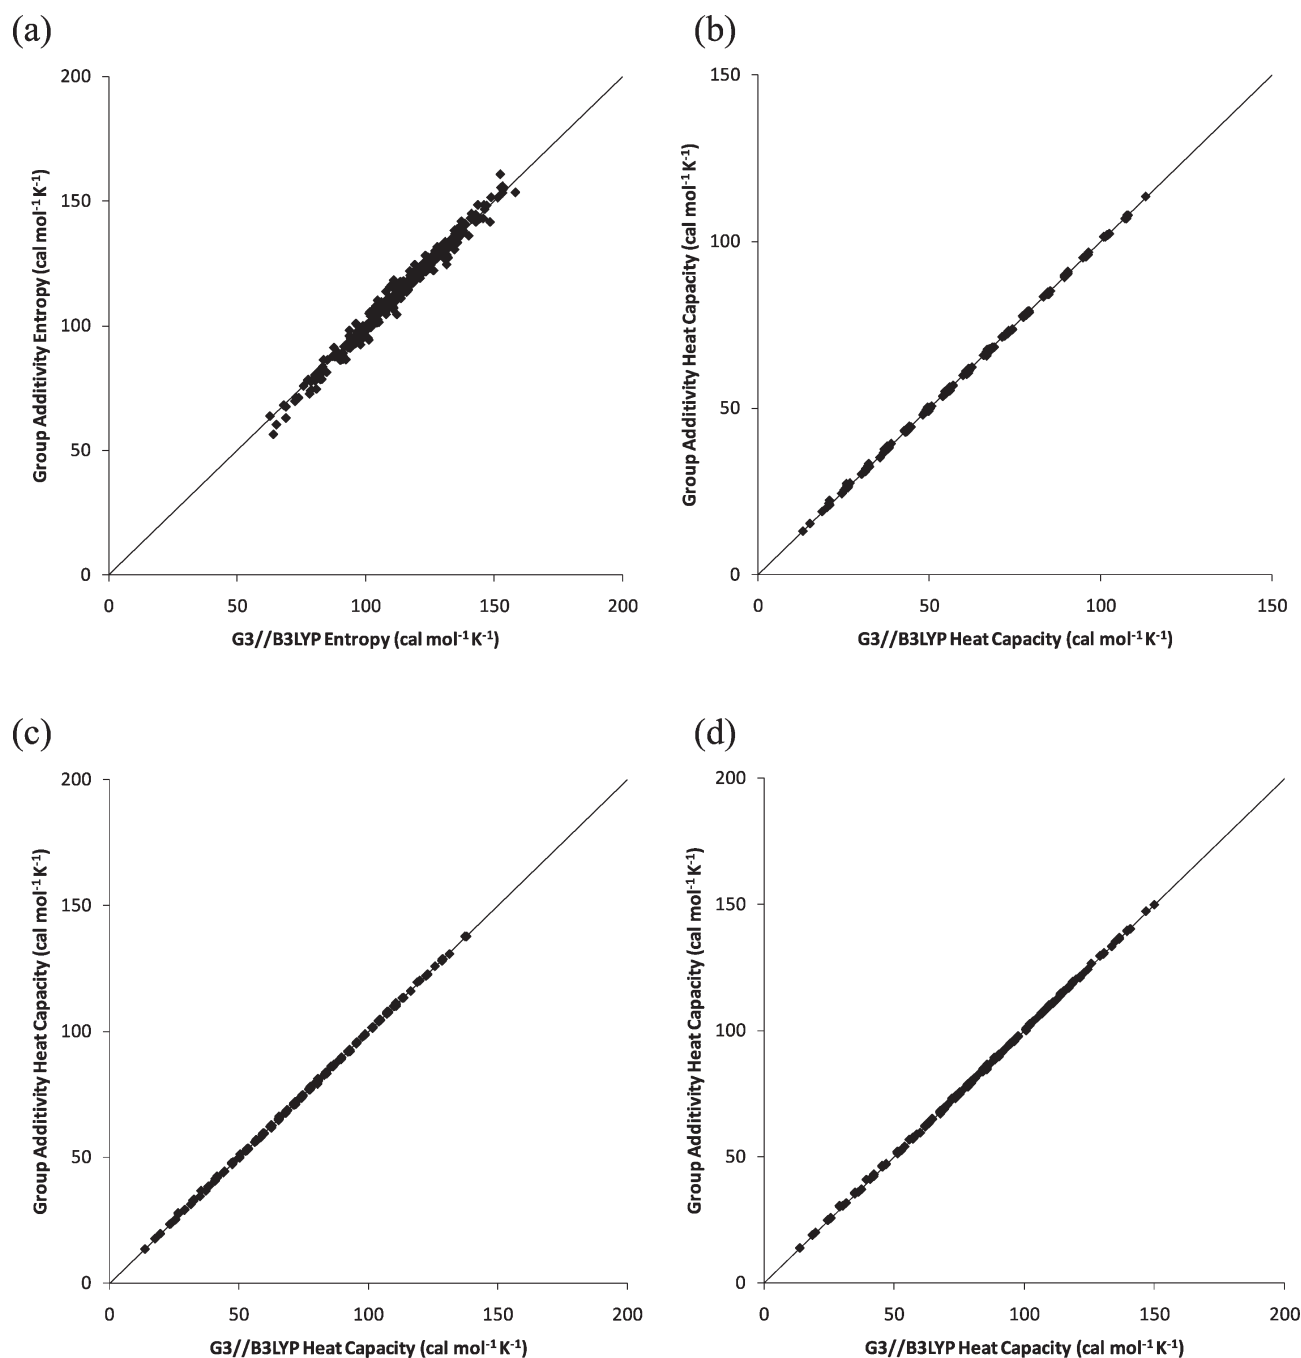 (a)
200
150
100
50
0
0 50 100 150 200
Group Additivity Entropy (cal mol-1 K-1)
G3//B3LYP Entropy (cal mol-1 K-1)
(b)
150
100
50
0
0 50 100 150
Group Additivity Heat Capacity (cal mol-1 K-1)
G3//B3LYP Heat Capacity (cal mol-1 K-1)
(c)
200
150
100
50
0
0 50 100 150 200
Group Additivity Heat Capacity (cal mol-1 K-1)
G3//B3LYP Heat Capacity (cal mol-1 K-1)
(d)
200
150
100
50
0
0 50 100 150 200
Group Additivity Heat Capacity (cal mol-1 K-1)
G3//B3LYP Heat Capacity (cal mol-1 K-1)